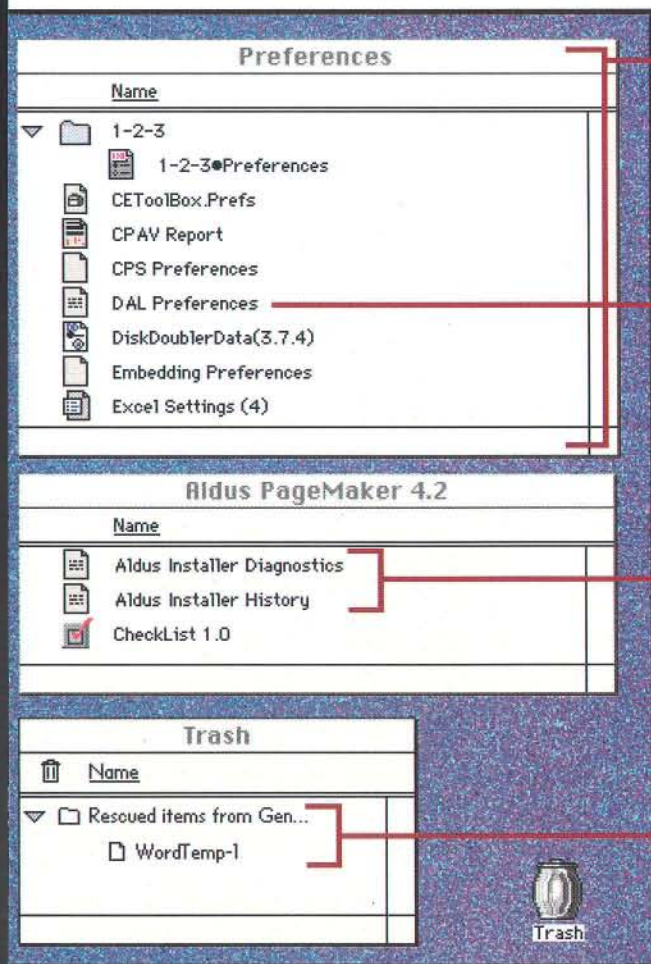 Preferences
Name
1-2-3
1-2-3●Preferences
CEToolBox.Prefs
CPAV Report
CPS Preferences
DAL Preferences
DiskDoublerData(3.7.4)
Embedding Preferences
Excel Settings (4)
Aldus PageMaker 4.2
Name
Aldus Installer Diagnostics
Aldus Installer History
CheckList 1.0
Trash
Name
Rescued items from Gen...
WordTemp-1
Trash